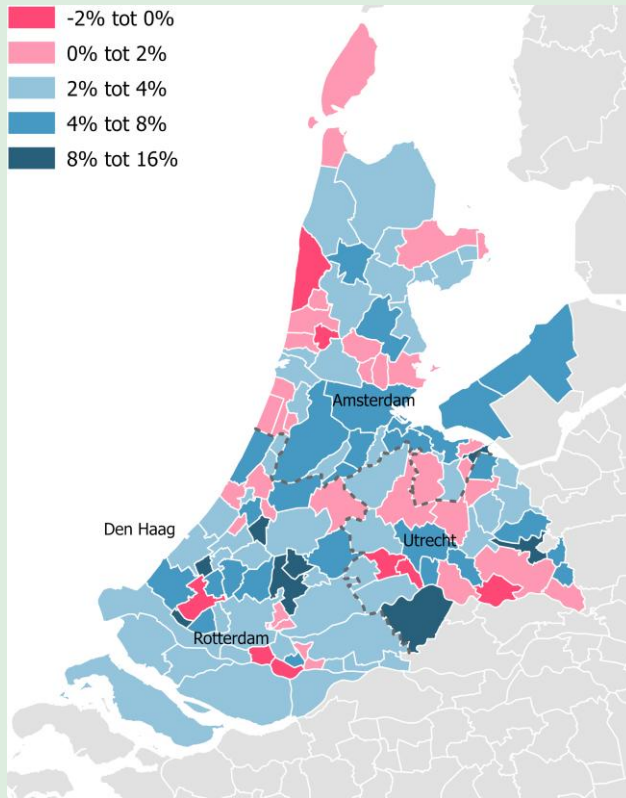 -2% tot 0%
0% tot 2%
2% tot 4%
4% tot 8%
8% tot 16%
Amsterdam
Den Haag
Utrecht
Rotterdam